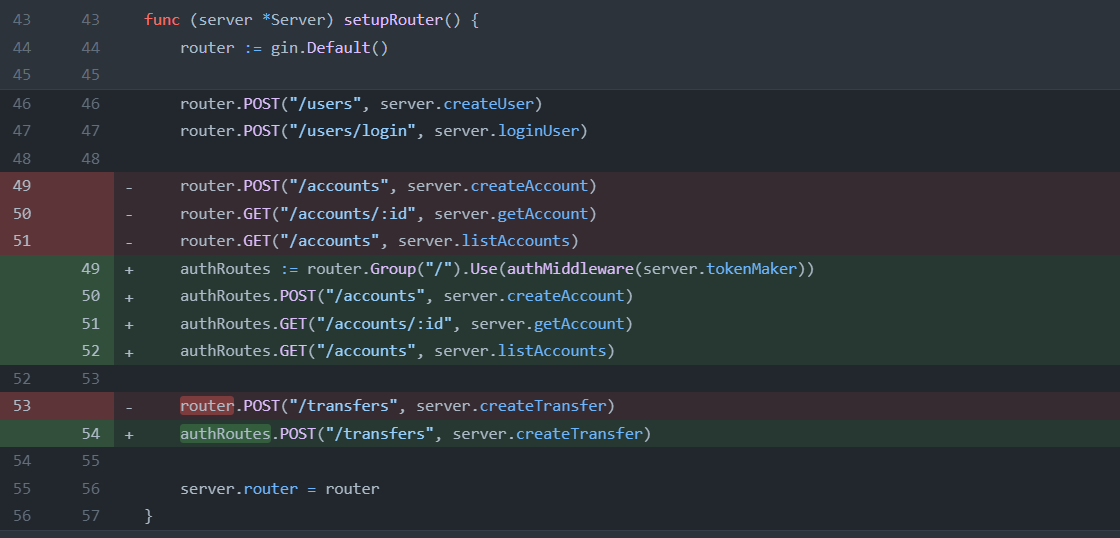 43 43 func (server *Server) setupRouter() {
44 44 router := gin.Default()
45 45
46 46 router.POST("/users", server.createUser)
47 47 router.POST("/users/login", server.loginUser)
48 48
49 - router.POST("/accounts", server.createAccount)
50 - router.GET("/accounts/:id", server.getAccount)
51 - router.GET("/accounts", server.listAccounts)
49 + authRoutes := router.Group("/").Use(authMiddleware(server.tokenMaker))
50 + authRoutes.POST("/accounts", server.createAccount)
51 + authRoutes.GET("/accounts/:id", server.getAccount)
52 + authRoutes.GET("/accounts", server.listAccounts)
52 53
53 - router.POST("/transfers", server.createTransfer)
54 + authRoutes.POST("/transfers", server.createTransfer)
54 55
55 56 server.router = router
56 57 }